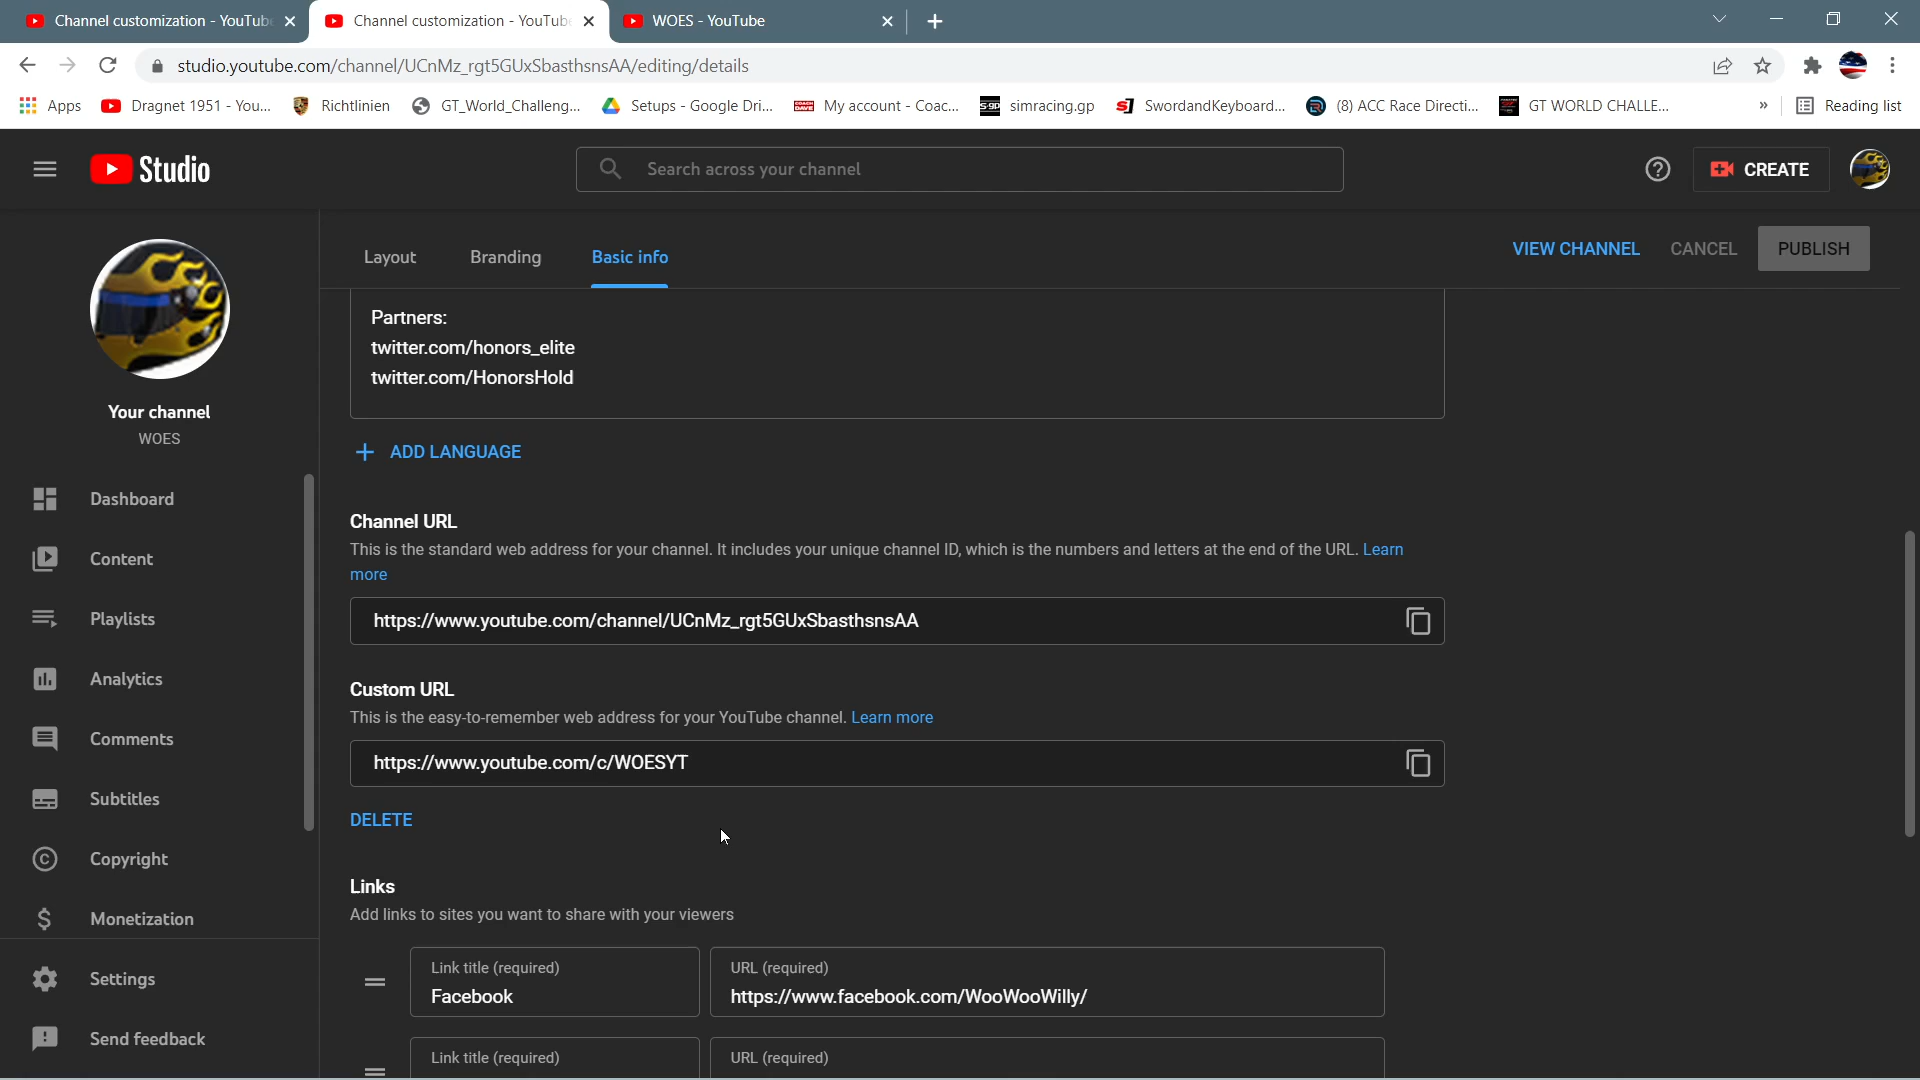 Channel customization - YouTub
Channel customization - YouTub
WOES - YouTube
studio.youtube.com/channel/UCnMz_rgt5GUxSbasthsnsAA/editing/details
Apps
Dragnet 1951 - You...
Richtlinien
GT_World_Challeng...
Setups - Google Dri...
My account - Coac...
simracing.gp
SwordandKeyboard...
(8) ACC Race Directi...
GT WORLD CHALLE...
»
Reading list
Studio
Search across your channel
CREATE
Your channel
WOES
Dashboard
Content
Playlists
Analytics
Comments
Subtitles
Copyright
Monetization
Settings
Send feedback
Layout
Branding
Basic info
VIEW CHANNEL
CANCEL
PUBLISH
Partners:
twitter.com/honors_elite
twitter.com/HonorsHold
ADD LANGUAGE
Channel URL
This is the standard web address for your channel. It includes your unique channel ID, which is the numbers and letters at the end of the URL. Learn
more
https://www.youtube.com/channel/UCnMz_rgt5GUxSbasthsnsAA
Custom URL
This is the easy-to-remember web address for your YouTube channel. Learn more
https://www.youtube.com/c/WOESYT
DELETE
Links
Add links to sites you want to share with your viewers
Link title (required)
Facebook
URL (required)
https://www.facebook.com/WooWooWilly/
Link title (required)
URL (required)